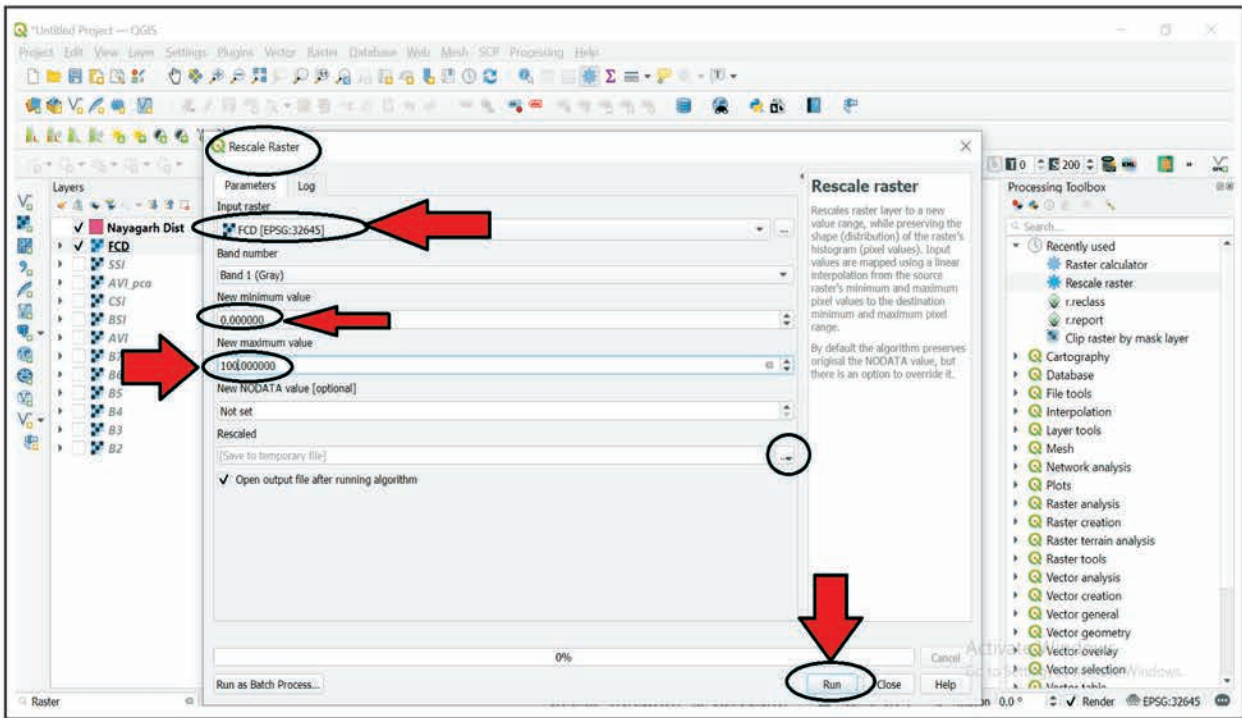 *Untitled Project — QGIS
Project Edit View Layer Settings Plugins Vector Raster Database Web Mesh SCP Processing Help
Rescale Raster
0 200
Layers
Nayagarh Dist
FCD
SSI
AVI_pca
CSI
BSI
AVI
B6
B5
B4
B3
B2
Parameters Log
Input raster
FCD [EPSG:32645]
Band number
Band 1 (Gray)
New minimum value
0.000000
New maximum value
100.000000
New NODATA value [optional]
Not set
Rescaled
[Save to temporary file]
Open output file after running algorithm
0%
Cancel
Run as Batch Process...
Run Close Help
Rescale raster
Rescales raster layer to a new
value range, while preserving the
shape (distribution) of the raster's
histogram (pixel values). Input
values are mapped using a linear
interpolation from the source
raster's minimum and maximum
pixel values to the destination
minimum and maximum pixel
range.
By default the algorithm preserves
original the NODATA value, but
there is an option to override it.
Processing Toolbox
Search...
Recently used
Raster calculator
Rescale raster
r.reclass
r.report
Clip raster by mask layer
Cartography
Database
File tools
Interpolation
Layer tools
Mesh
Network analysis
Plots
Raster analysis
Raster creation
Raster terrain analysis
Raster tools
Vector analysis
Vector creation
Vector general
Vector geometry
Vector overlay
Vector selection
Vector table
Raster
0.0 ° Render EPSG:32645